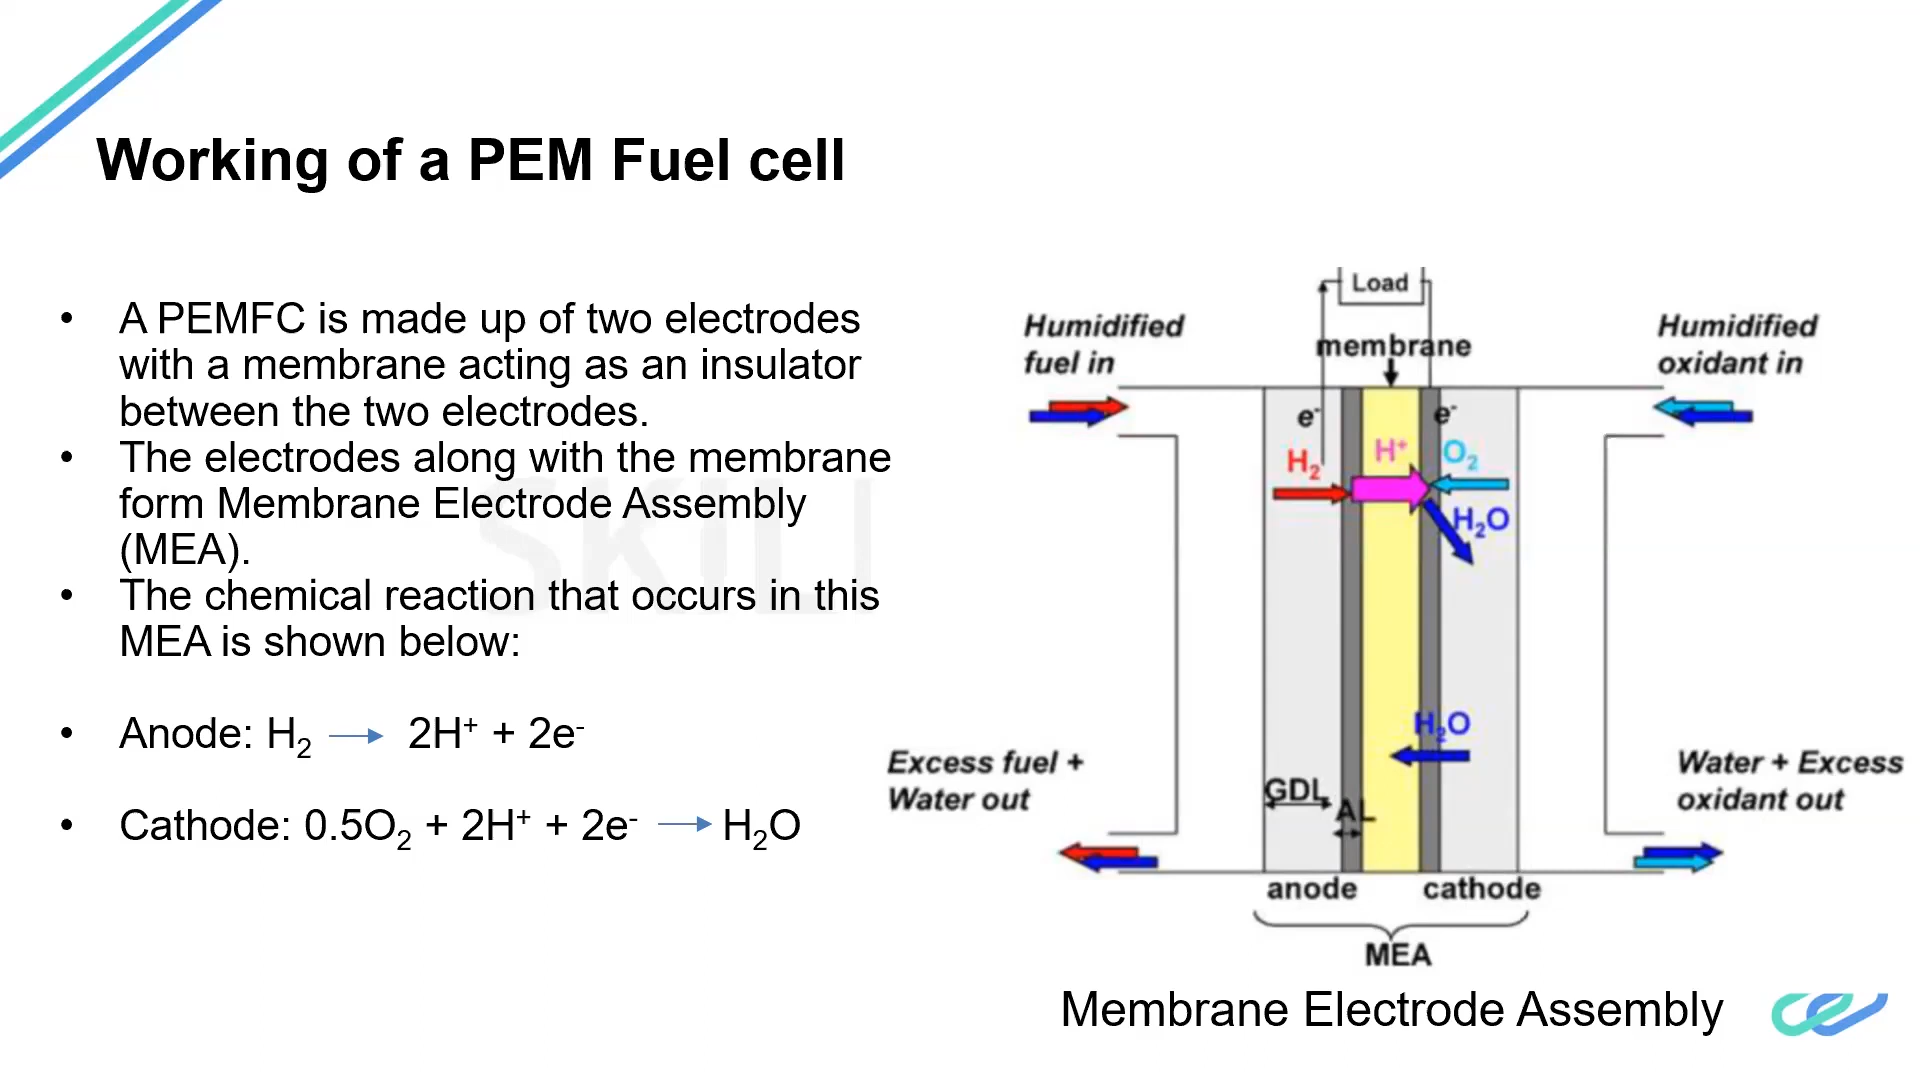 Working of a PEM Fuel cell
• A PEMFC is made up of two electrodes
with a membrane acting as an insulator
between the two electrodes.
• The electrodes along with the membrane
form Membrane Electrode Assembly
(MEA).
• The chemical reaction that occurs in this
MEA is shown below:
• Anode: H₂ → 2H⁺ + 2e⁻
• Cathode: 0.5O₂ + 2H⁺ + 2e⁻ → H₂O
SKILL
Load
Humidified
fuel in
membrane
Humidified
oxidant in
e⁻
e⁻
H₂
H⁺
O₂
H₂O
H₂O
Excess fuel +
Water out
GDL
AL
Water + Excess
oxidant out
anode
cathode
MEA
Membrane Electrode Assembly